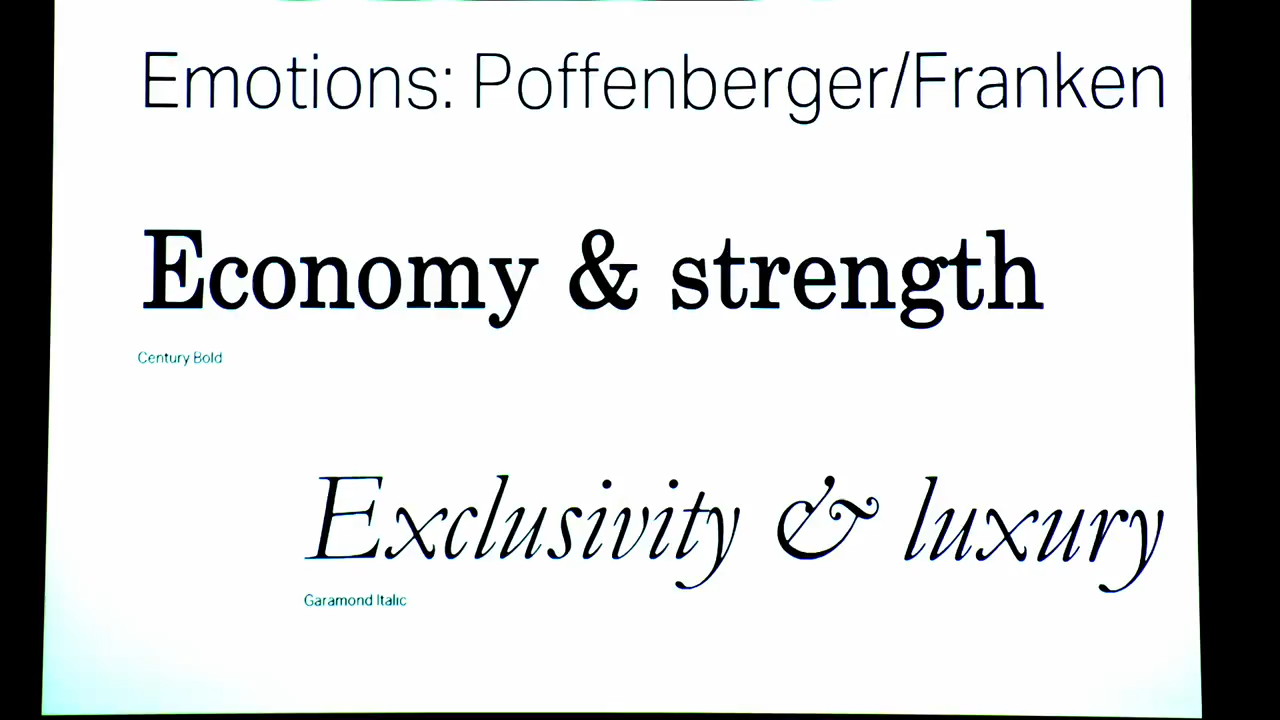 Emotions: Poffenberger/Franken
Economy & strength
Century Bold
Exclusivity & luxury
Garamond Italic